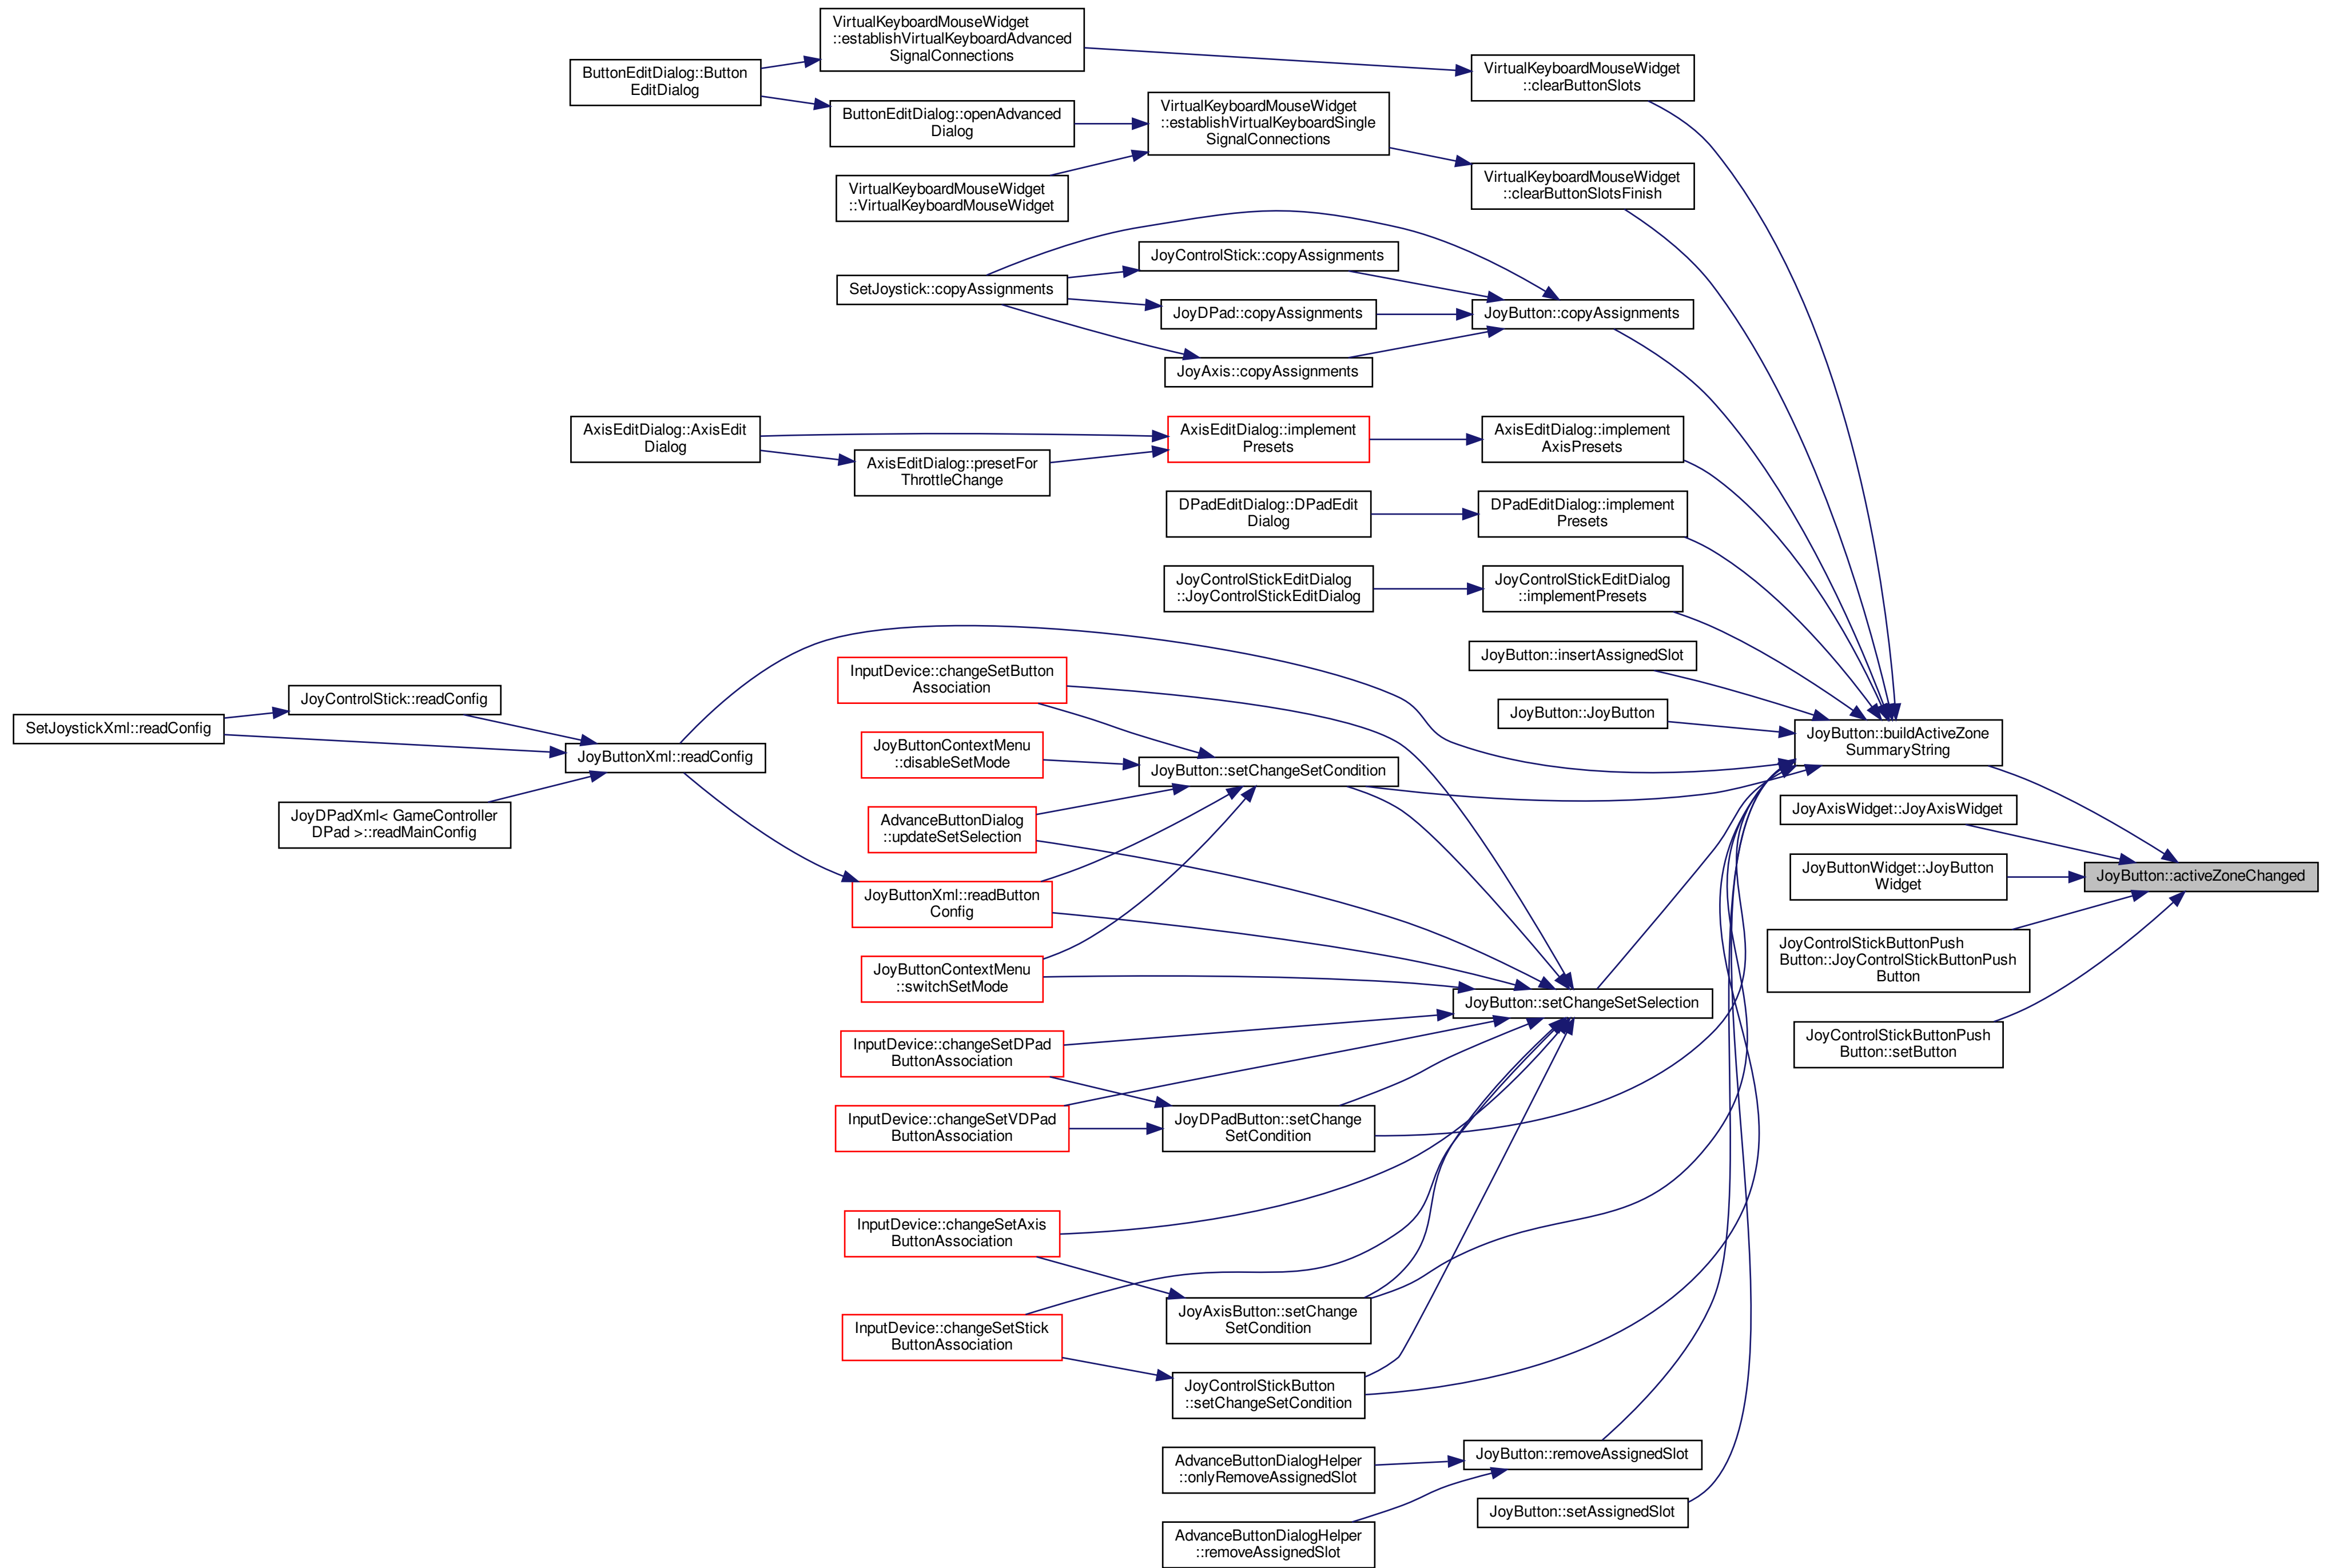 VirtualKeyboardMouseWidget
::establishVirtualKeyboardAdvanced
SignalConnections
ButtonEditDialog::Button
EditDialog
VirtualKeyboardMouseWidget
::clearButtonSlots
ButtonEditDialog::openAdvanced
Dialog
VirtualKeyboardMouseWidget
::establishVirtualKeyboardSingle
SignalConnections
VirtualKeyboardMouseWidget
::VirtualKeyboardMouseWidget
VirtualKeyboardMouseWidget
::clearButtonSlotsFinish
JoyControlStick::copyAssignments
SetJoystick::copyAssignments
JoyDPad::copyAssignments
JoyButton::copyAssignments
JoyAxis::copyAssignments
AxisEditDialog::AxisEdit
Dialog
AxisEditDialog::implement
Presets
AxisEditDialog::implement
AxisPresets
AxisEditDialog::presetFor
ThrottleChange
DPadEditDialog::DPadEdit
Dialog
DPadEditDialog::implement
Presets
JoyControlStickEditDialog
::JoyControlStickEditDialog
JoyControlStickEditDialog
::implementPresets
JoyButton::insertAssignedSlot
InputDevice::changeSetButton
Association
JoyControlStick::readConfig
JoyButton::JoyButton
SetJoystickXml::readConfig
JoyButtonXml::readConfig
JoyButtonContextMenu
::disableSetMode
JoyButton::setChangeSetCondition
JoyButton::buildActiveZone
SummaryString
JoyDPadXml< GameController
DPad >::readMainConfig
AdvanceButtonDialog
::updateSetSelection
JoyAxisWidget::JoyAxisWidget
JoyButtonWidget::JoyButton
Widget
JoyButton::activeZoneChanged
JoyButtonXml::readButton
Config
JoyControlStickButtonPush
Button::JoyControlStickButtonPush
Button
JoyButtonContextMenu
::switchSetMode
JoyButton::setChangeSetSelection
JoyControlStickButtonPush
Button::setButton
InputDevice::changeSetDPad
ButtonAssociation
InputDevice::changeSetVDPad
ButtonAssociation
JoyDPadButton::setChange
SetCondition
InputDevice::changeSetAxis
ButtonAssociation
JoyAxisButton::setChange
SetCondition
InputDevice::changeSetStick
ButtonAssociation
JoyControlStickButton
::setChangeSetCondition
AdvanceButtonDialogHelper
::onlyRemoveAssignedSlot
JoyButton::removeAssignedSlot
JoyButton::setAssignedSlot
AdvanceButtonDialogHelper
::removeAssignedSlot